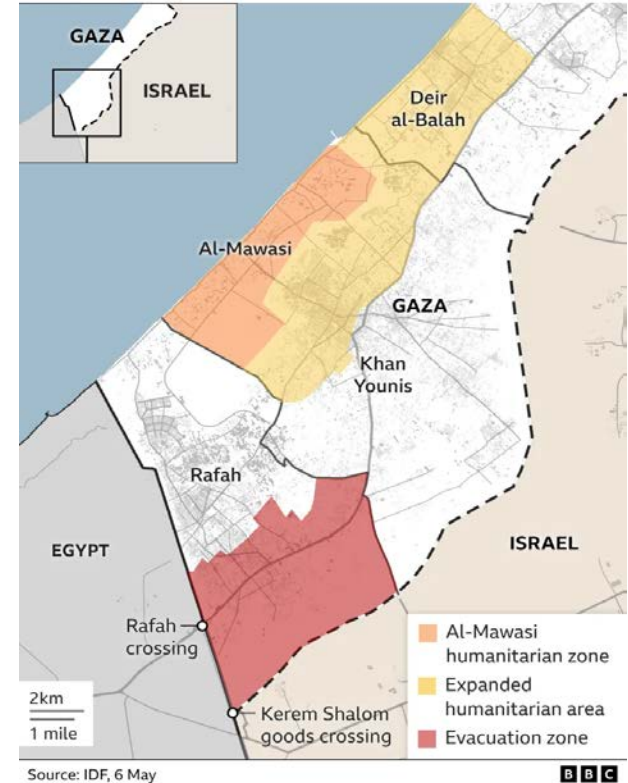 GAZA
ISRAEL
Deir
al-Balah
Al-Mawasi
GAZA
Khan
Younis
Rafah
EGYPT
ISRAEL
Rafah
crossing
Kerem Shalom
goods crossing
2km
1 mile
Al-Mawasi
humanitarian zone
Expanded
humanitarian area
Evacuation zone
Source: IDF, 6 May
BBC